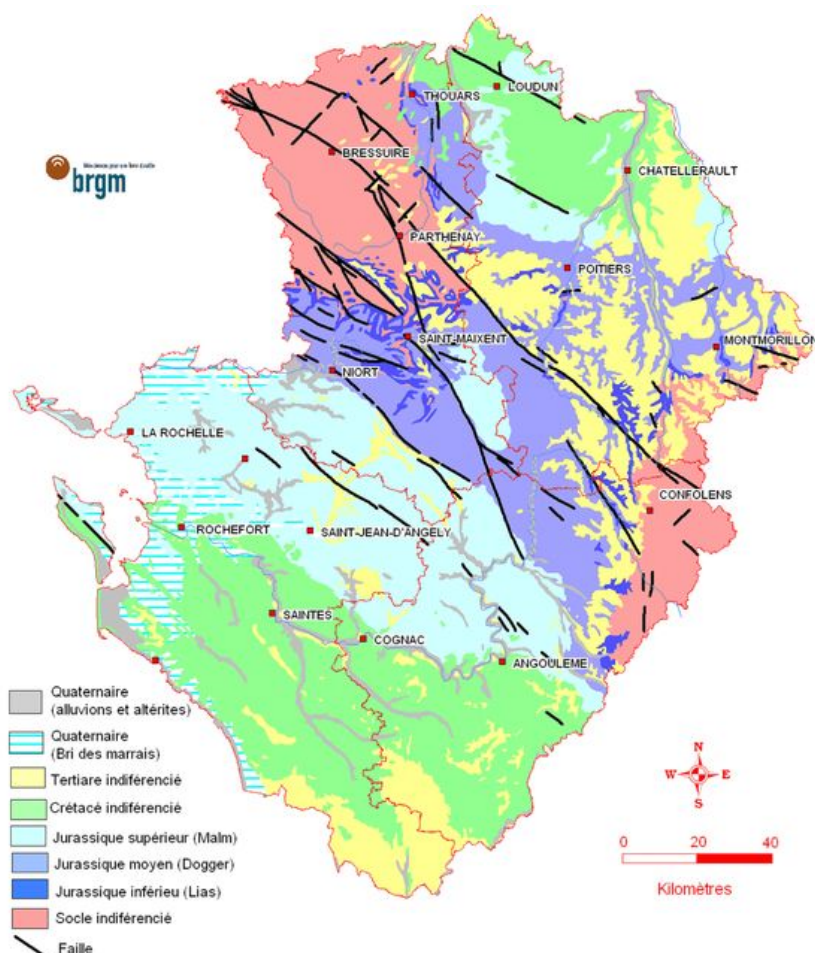 brgm
THOUARS
LOUDUN
BRESSUIRE
CHATELLERAULT
PARTHENAY
POITIERS
SAINT-MAIXENT
MONTMORILLON
NIORT
LA ROCHELLE
CONFOLENS
ROCHEFORT
SAINT-JEAN-D'ANGELY
SAINTES
COGNAC
ANGOULEME
Quaternaire
(alluvions et altérites)
Quaternaire
(Bri des marrais)
Tertiare indiférencié
Crétacé indiférencié
Jurassique supérieur (Malm)
Jurassique moyen (Dogger)
Jurassique inférieu (Lias)
Socle indiférencié
Faille
N
W E
S
0 20 40
Kilomètres